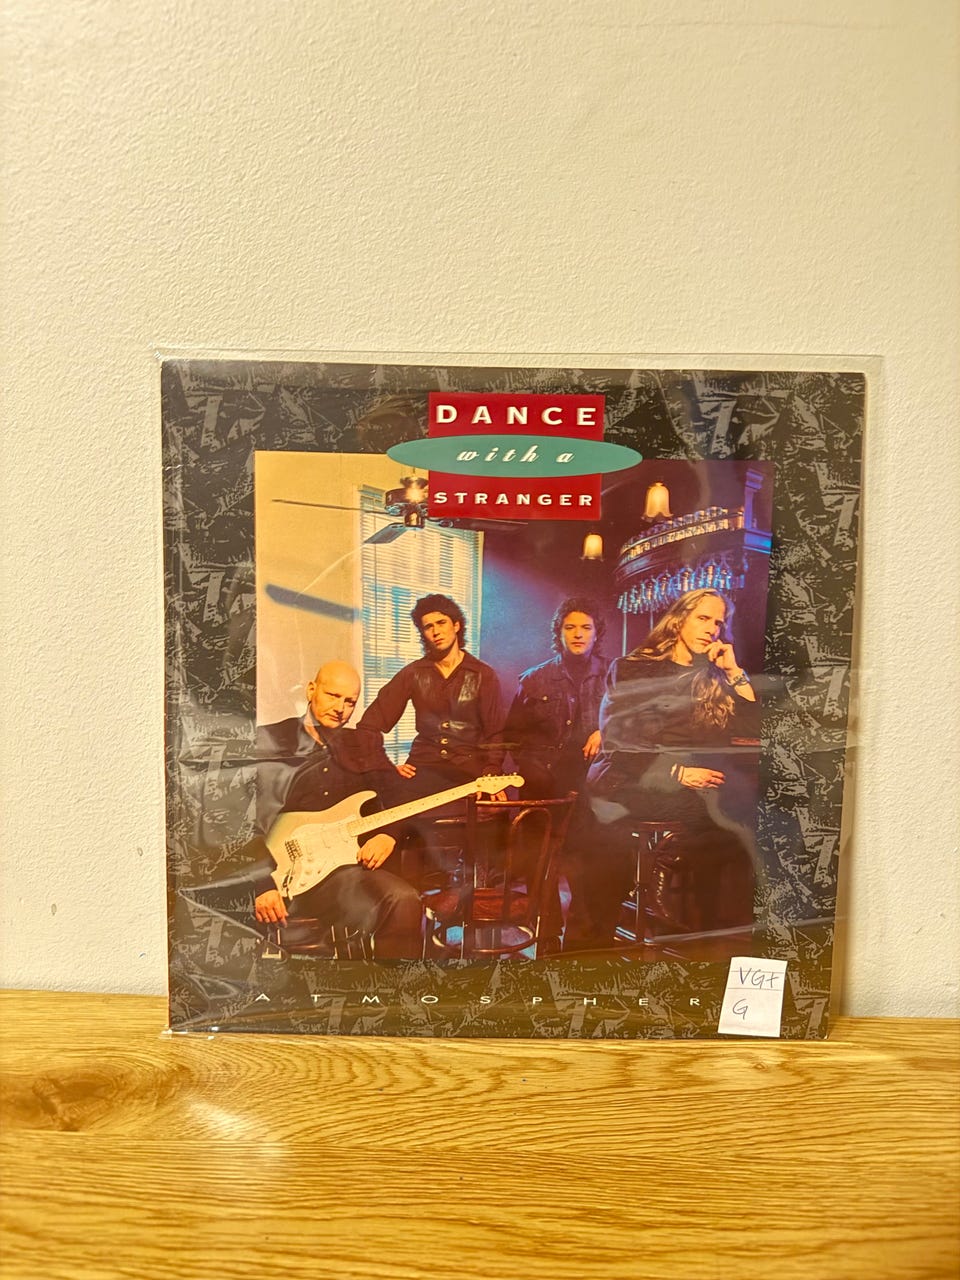 DANCE
with a
STRANGER
ATMOSPHER
VG+
G